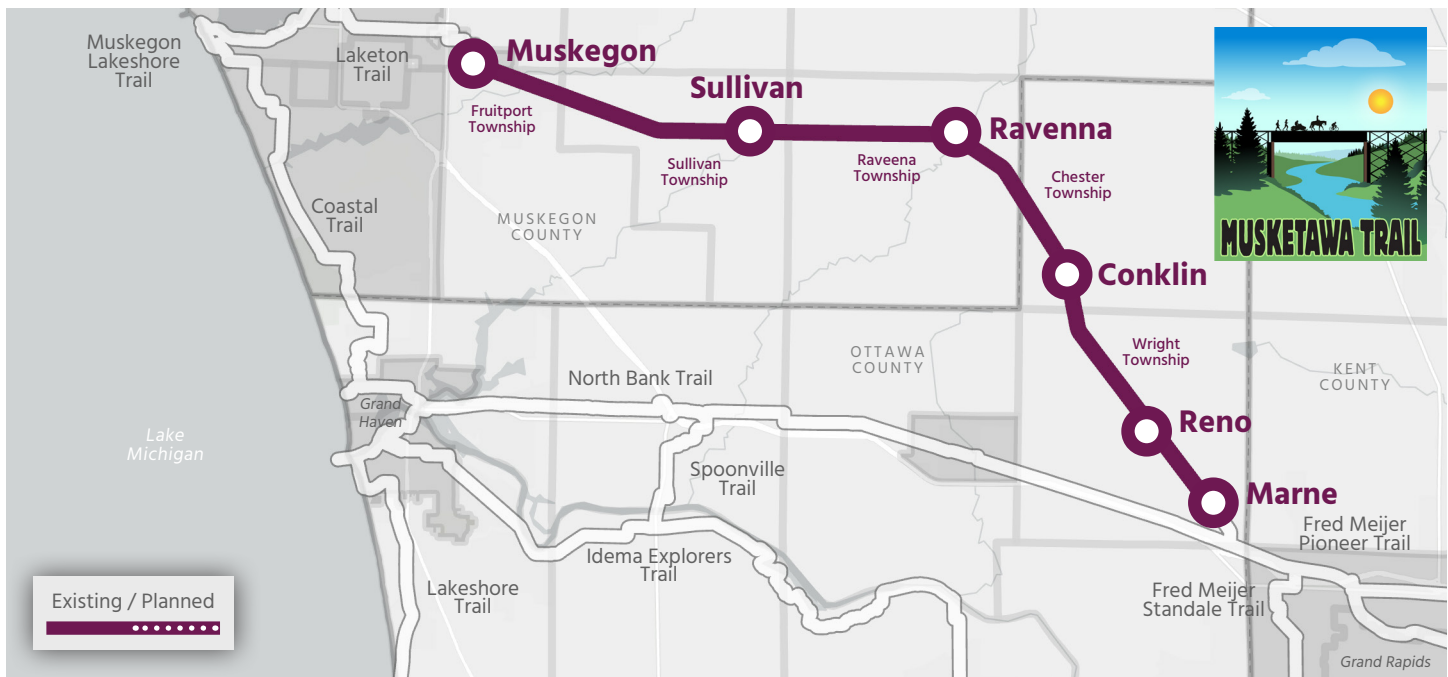 Muskegon
Lakeshore
Trail
Laketon
Trail
Muskegon
Fruitport
Township
Sullivan
Sullivan
Township
Raveena
Township
Ravenna
Chester
Township
MUSKETAWA TRAIL
Coastal
Trail
MUSKEGON
COUNTY
Conklin
Wright
Township
OTTAWA
COUNTY
KENT
COUNTY
North Bank Trail
Grand
Haven
Lake
Michigan
Reno
Spoonville
Trail
Marne
Fred Meijer
Pioneer Trail
Idema Explorers
Trail
Lakeshore
Trail
Fred Meijer
Standale Trail
Existing / Planned
Grand Rapids